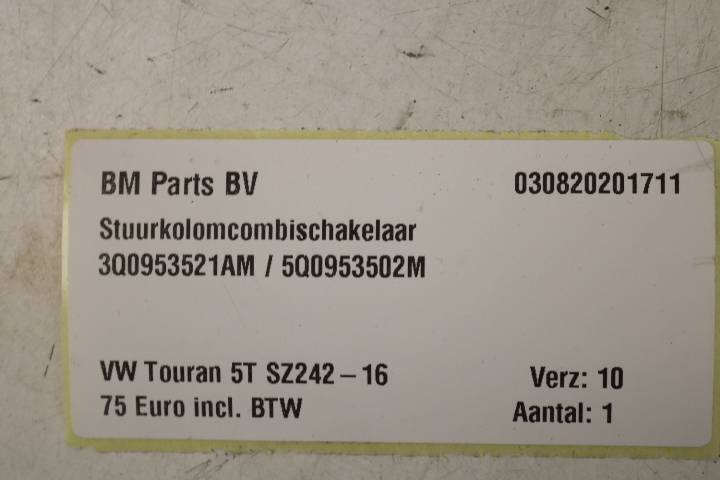 BM Parts BV 030820201711
Stuurkolomcombischakelaar
3Q0953521AM / 5Q0953502M
VW Touran 5T SZ242-16 Verz: 10
75 Euro incl. BTW Aantal: 1